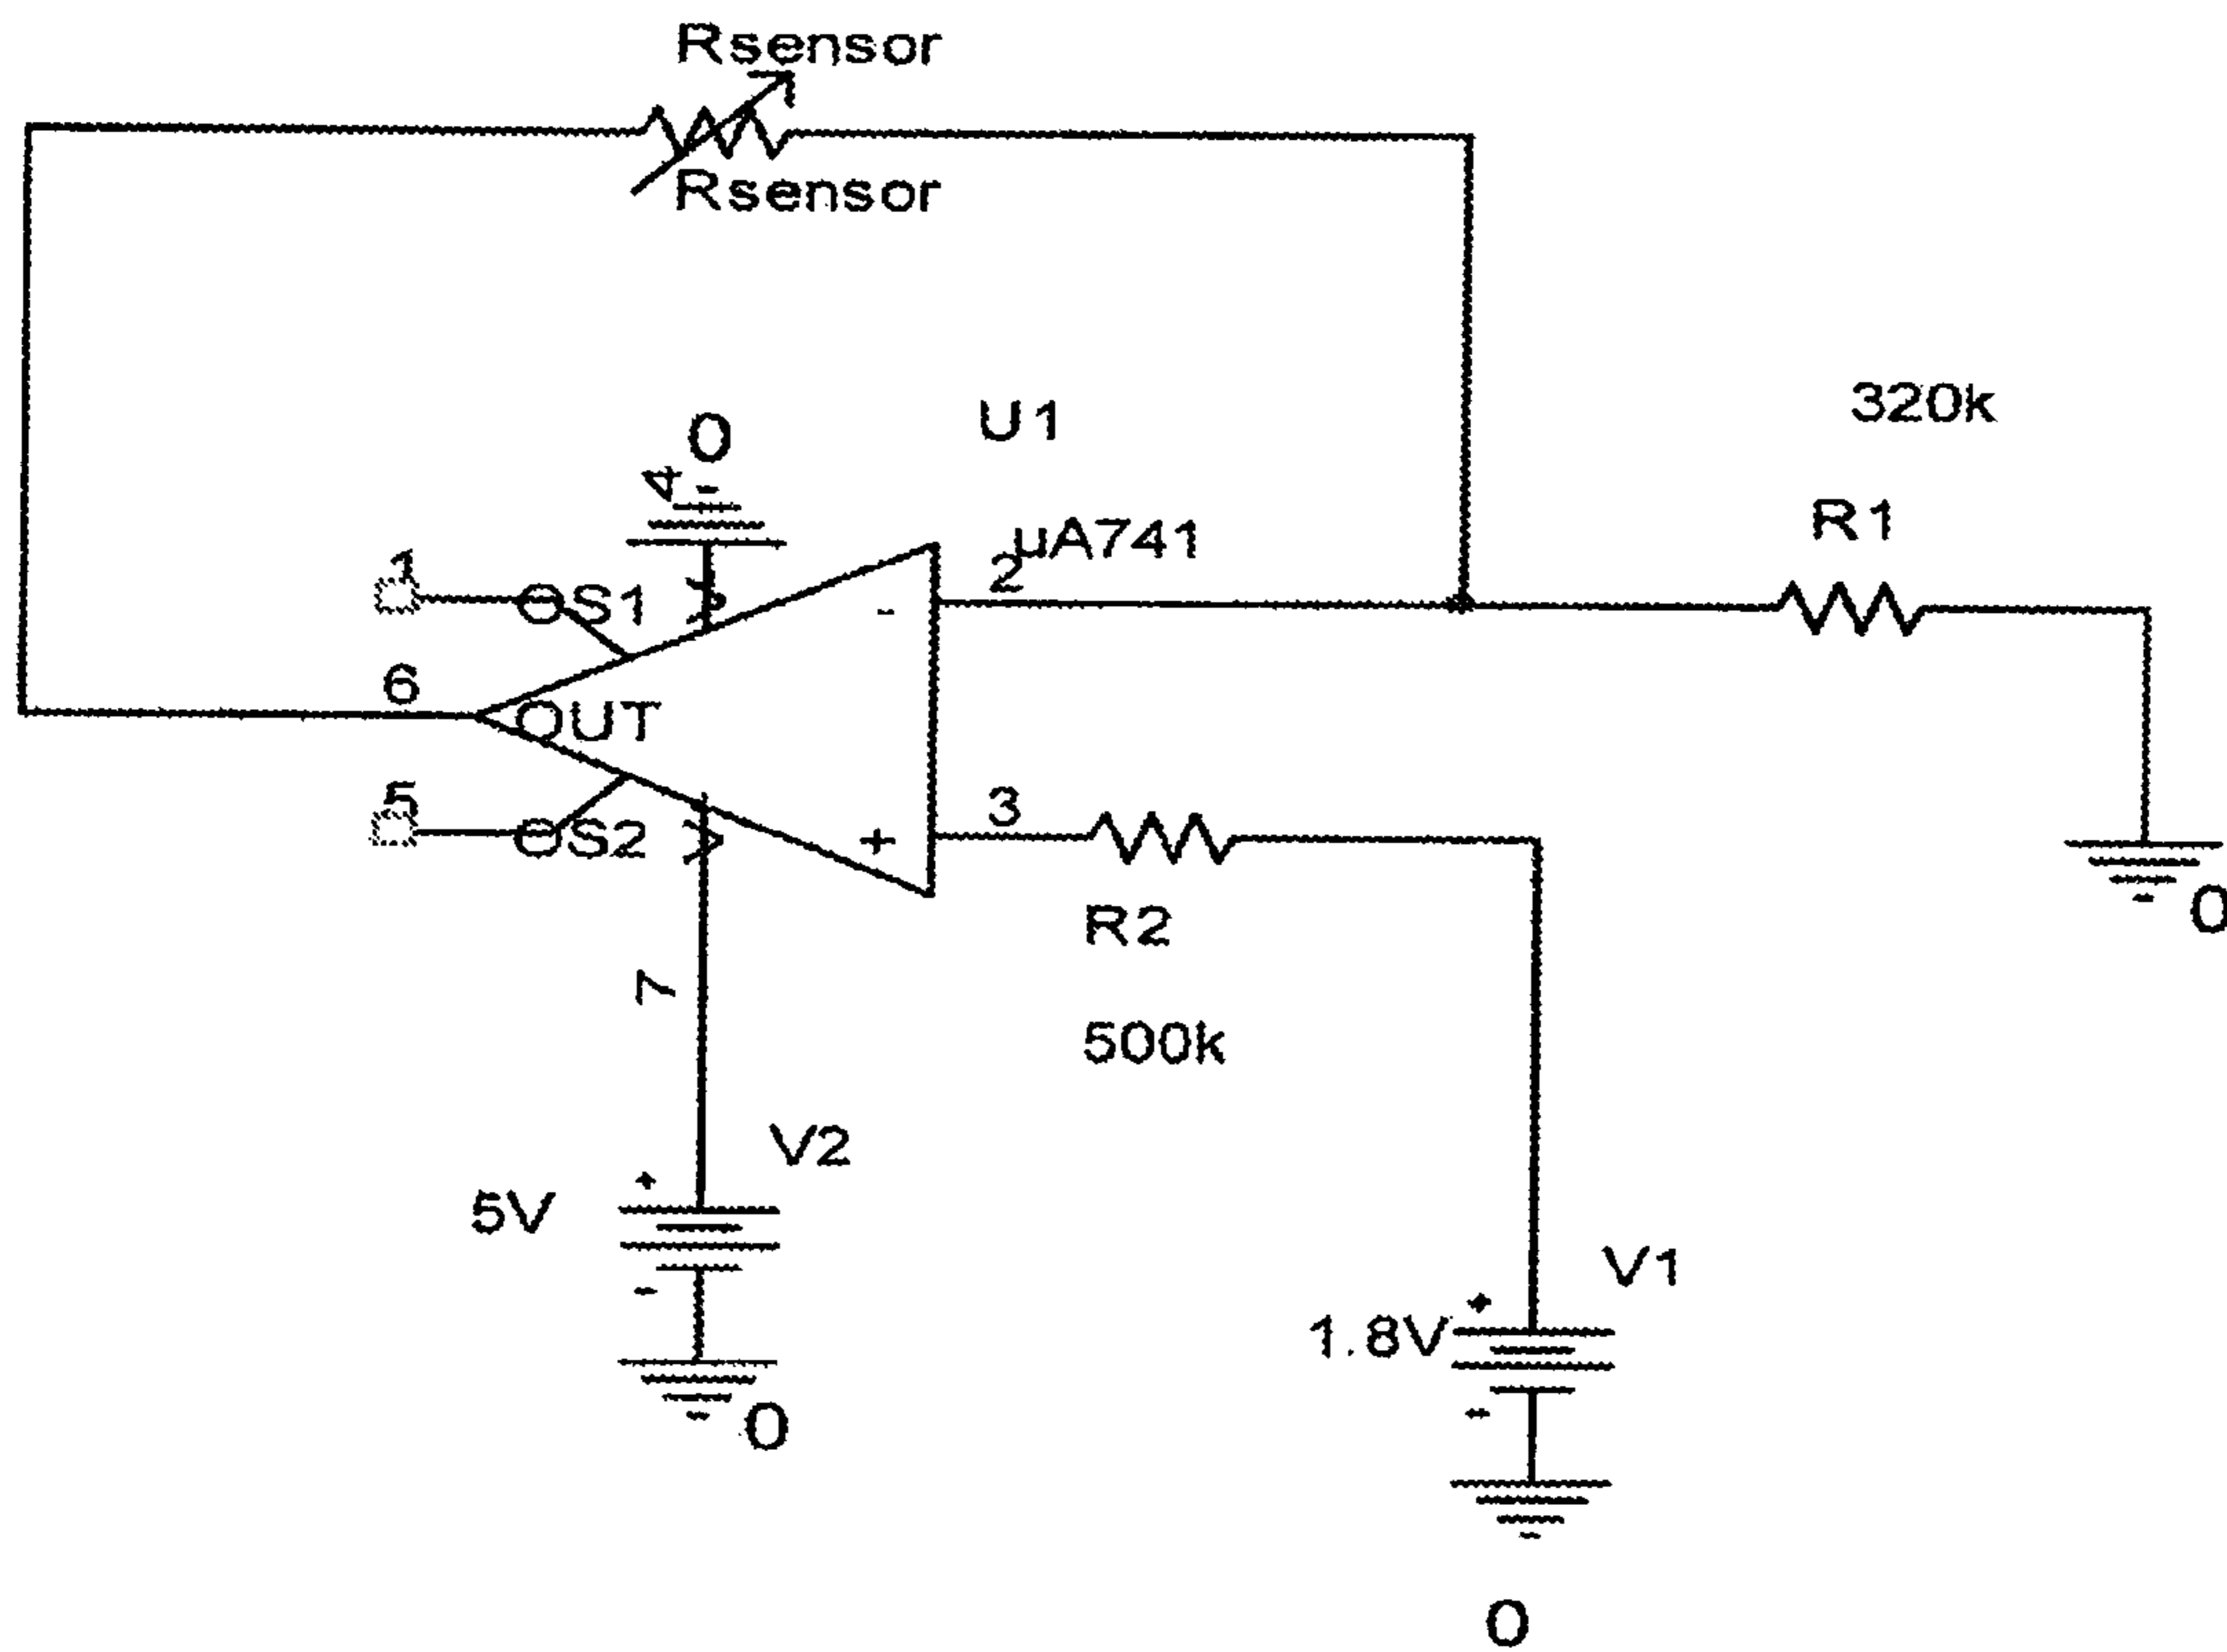 Rsensor
Rsensor
320k
0
U1
4
R1
µA741
2
1
OS1
-
6
OUT
5
OS2
+
3
0
R2
7
500k
V2
+
5V
V1
-
+
1.8V
0
-
0